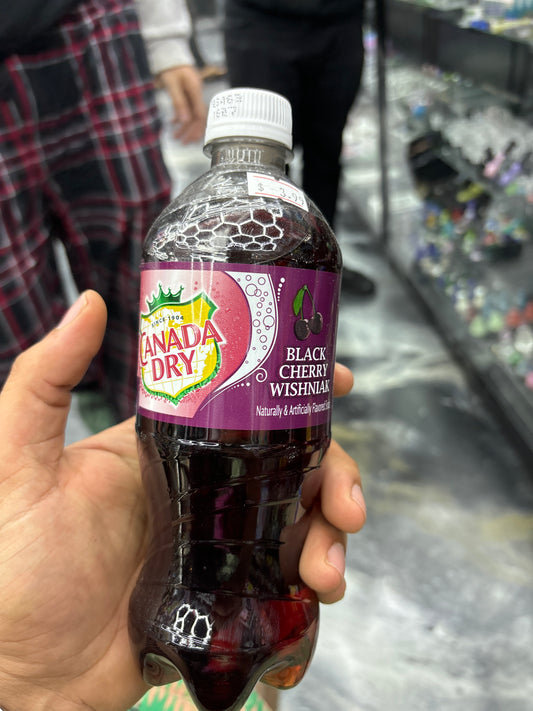 $ 3.99
SINCE 1904
CANADA
DRY
BLACK
CHERRY
WISHNIAK
Naturally & Artificially Flavored